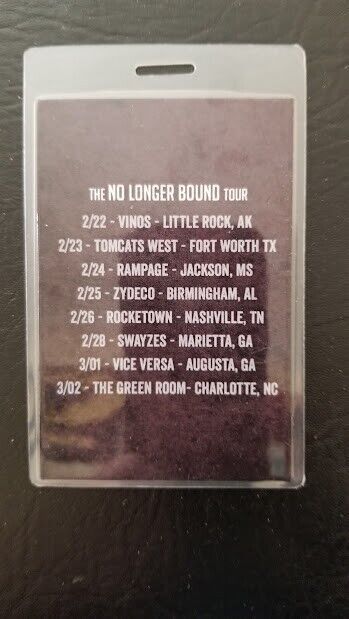 THE NO LONGER BOUND TOUR
2/22 - VINOS - LITTLE ROCK, AK
2/23 - TOMCATS WEST - FORT WORTH TX
2/24 - RAMPAGE - JACKSON, MS
2/25 - ZYDECO - BIRMINGHAM, AL
2/26 - ROCKETOWN - NASHVILLE, TN
2/28 - SWAYZES - MARIETTA, GA
3/01 - VICE VERSA - AUGUSTA, GA
3/02 - THE GREEN ROOM- CHARLOTTE, NC